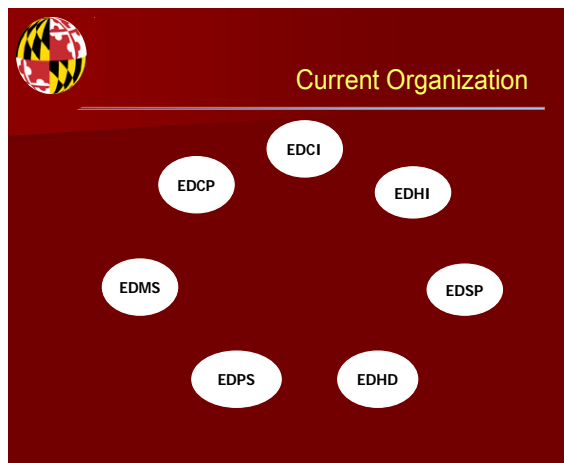 Current Organization
EDCI
EDCP
EDHI
EDMS
EDSP
EDPS
EDHD